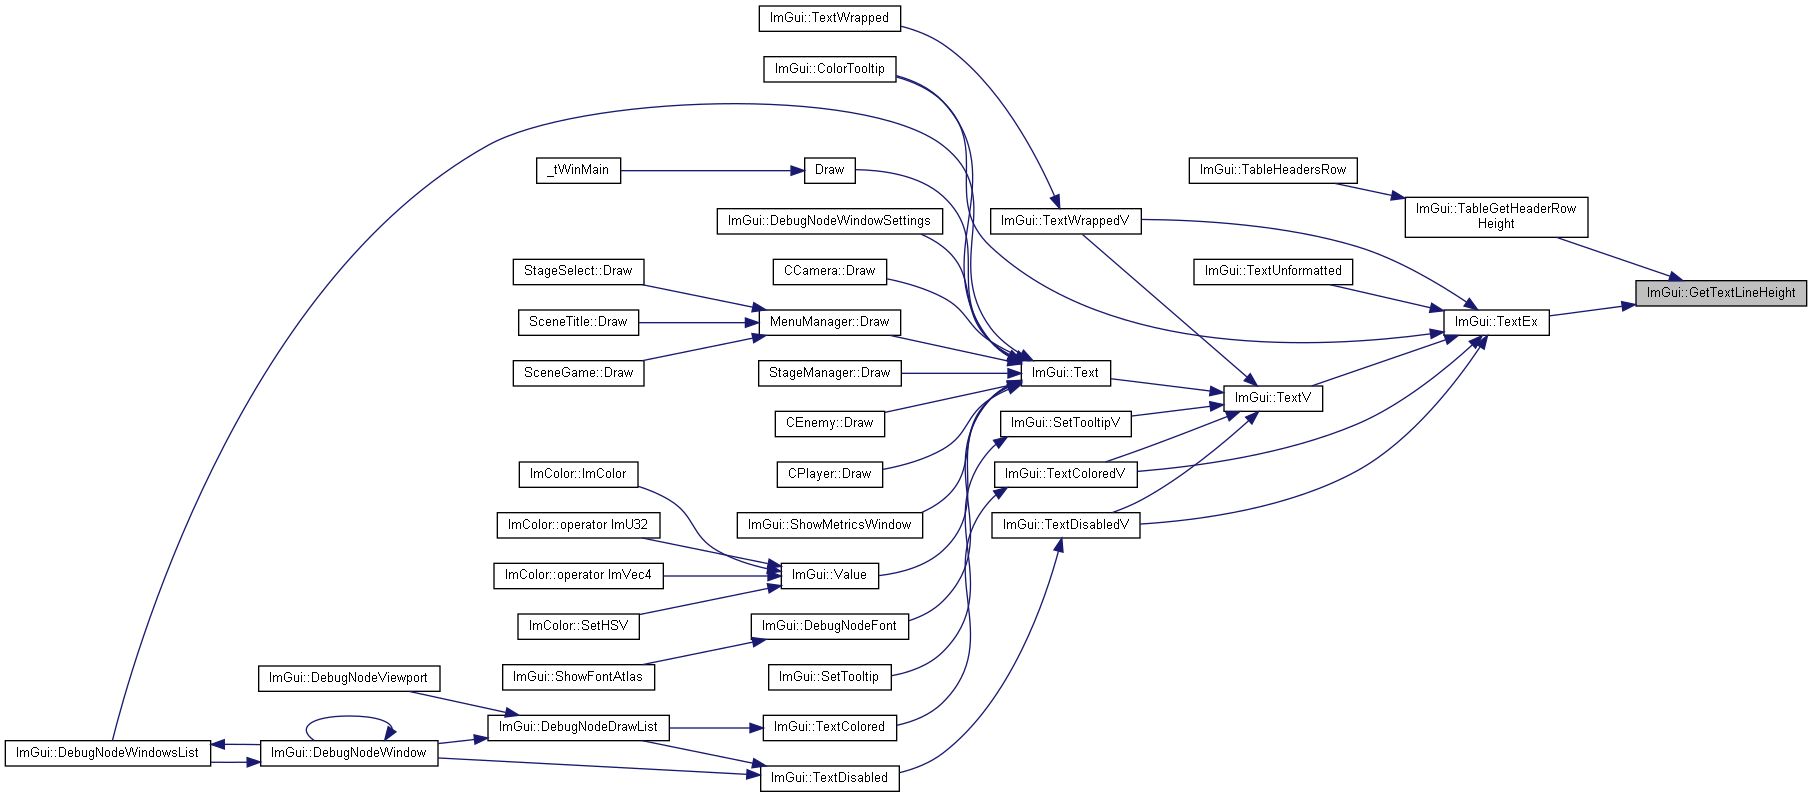 ImGui::TextWrapped
ImGui::ColorTooltip
_tWinMain
Draw
ImGui::TableHeadersRow
ImGui::TableGetHeaderRow
Height
ImGui::DebugNodeWindowSettings
ImGui::TextWrappedV
StageSelect::Draw
CCamera::Draw
ImGui::TextUnformatted
ImGui::GetTextLineHeight
SceneTitle::Draw
MenuManager::Draw
ImGui::TextEx
SceneGame::Draw
StageManager::Draw
ImGui::Text
ImGui::TextV
CEnemy::Draw
ImGui::SetTooltipV
ImColor::ImColor
CPlayer::Draw
ImGui::TextColoredV
ImColor::operator ImU32
ImGui::ShowMetricsWindow
ImGui::TextDisabledV
ImColor::operator ImVec4
ImGui::Value
ImColor::SetHSV
ImGui::DebugNodeFont
ImGui::DebugNodeViewport
ImGui::ShowFontAtlas
ImGui::SetTooltip
ImGui::DebugNodeDrawList
ImGui::TextColored
ImGui::DebugNodeWindowsList
ImGui::DebugNodeWindow
ImGui::TextDisabled